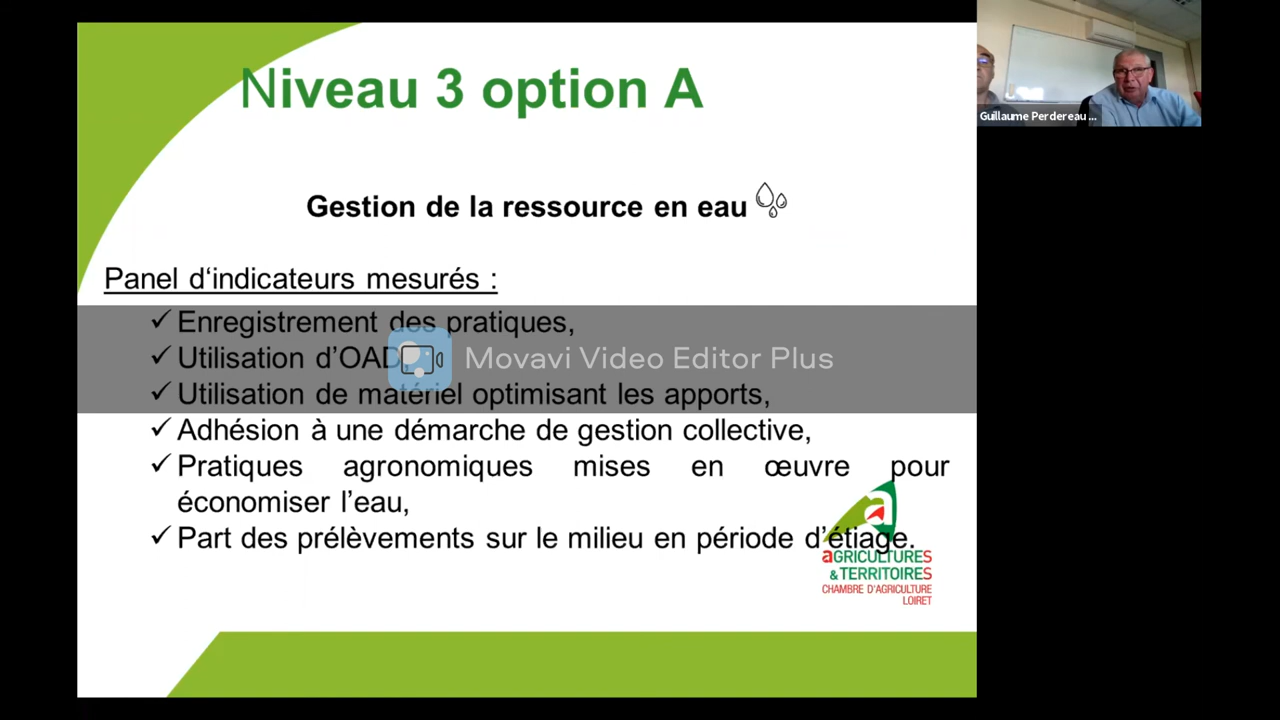 Niveau 3 option A
Guillaume Perdereau ...
Gestion de la ressource en eau
Panel d‘indicateurs mesurés :
✓ Enregistrement des pratiques,
✓ Utilisation d’OAD,
Movavi Video Editor Plus
✓ Utilisation de matériel optimisant les apports,
✓ Adhésion à une démarche de gestion collective,
✓ Pratiques agronomiques mises en œuvre pour
économiser l’eau,
✓ Part des prélèvements sur le milieu en période d’étiage.
aGRICULTURES
& TERRITOIRES
CHAMBRE D'AGRICULTURE
LOIRET